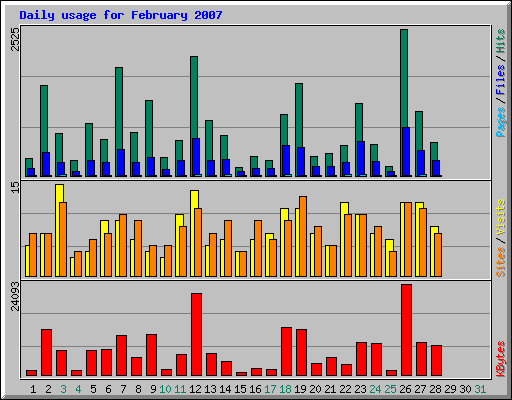 Daily usage for February 2007
2525
Pages / Files / Hits
15
Sites / Visits
24093
KBytes
1 2 3 4 5 6 7 8 9 10 11 12 13 14 15 16 17 18 19 20 21 22 23 24 25 26 27 28 29 30 31